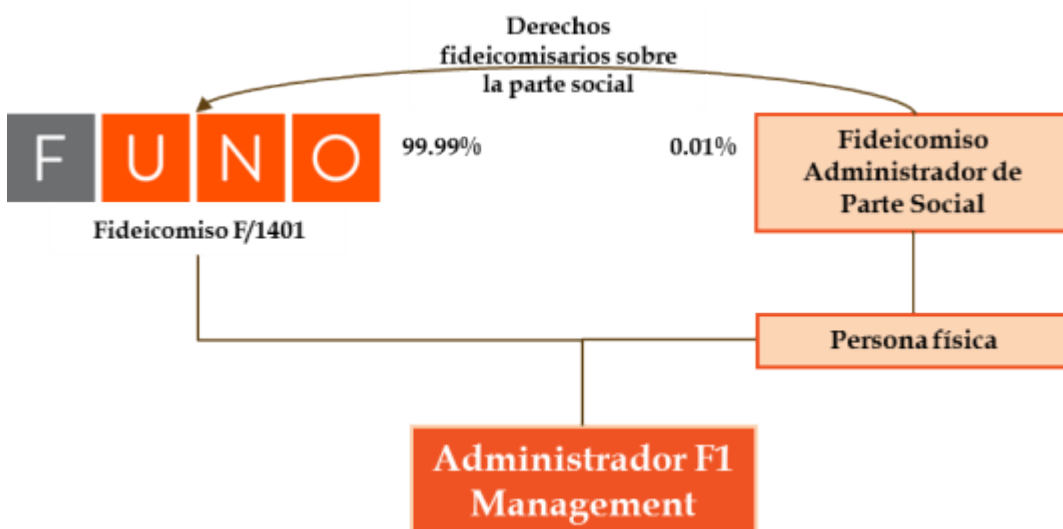 Derechos
fideicomisarios sobre
la parte social
FUNO
99.99%
0.01%
Fideicomiso
Administrador de
Parte Social
Fideicomiso F/1401
Persona física
Administrador F1
Management